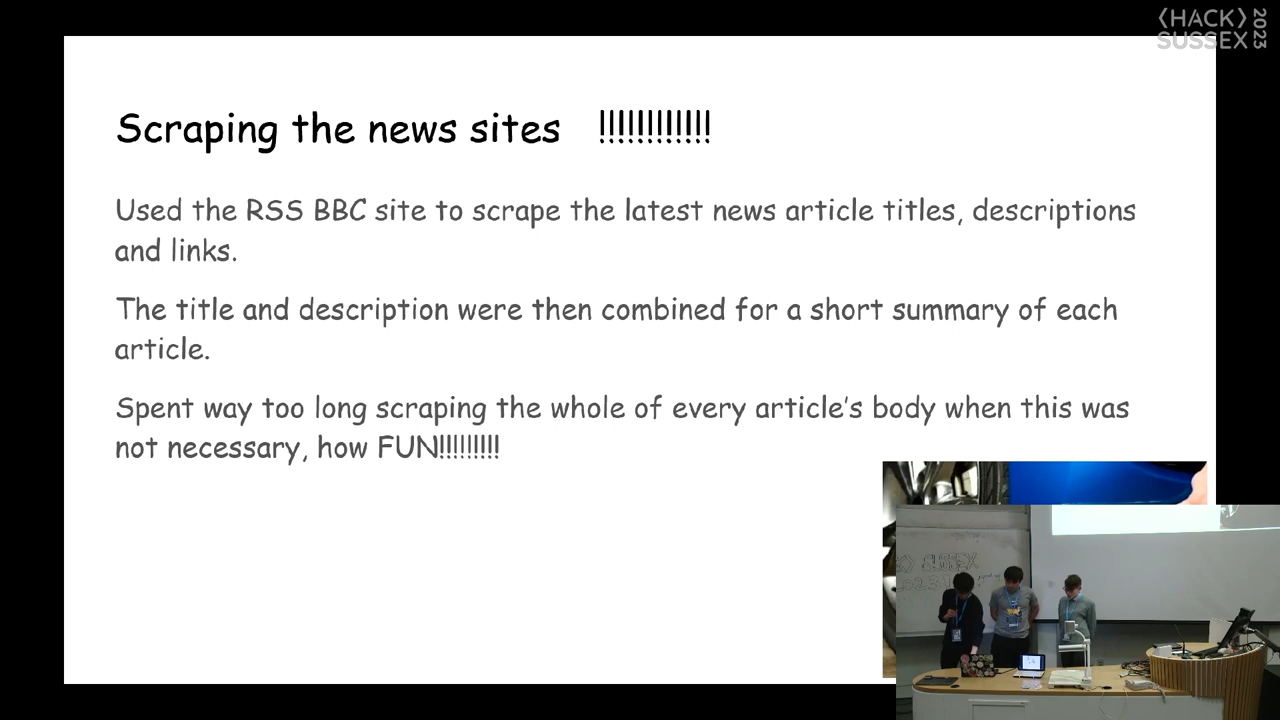 ⟨HACK⟩
SUSSEX
2023
Scraping the news sites !!!!!!!!!!!!
Used the RSS BBC site to scrape the latest news article titles, descriptions
and links.
The title and description were then combined for a short summary of each
article.
Spent way too long scraping the whole of every article's body when this was
not necessary, how FUN!!!!!!!!!
SUSSEX